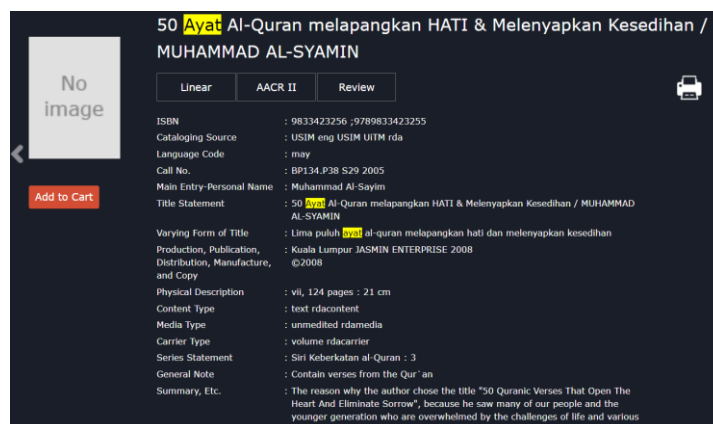 50 Ayat Al-Quran melapangkan HATI & Melenyapkan Kesedihan /
MUHAMMAD AL-SYAMIN
No
image
Add to Cart
Linear
AACR II
Review
ISBN : 9833423256 ;9789833423255
Cataloging Source : USIM eng USIM UiTM rda
Language Code : may
Call No. : BP134.P38 S29 2005
Main Entry-Personal Name : Muhammad Al-Sayim
Title Statement : 50 Ayat Al-Quran melapangkan HATI & Melenyapkan Kesedihan / MUHAMMAD
AL-SYAMIN
Varying Form of Title : Lima puluh ayat al-quran melapangkan hati dan melenyapkan kesedihan
Production, Publication, : Kuala Lumpur JASMIN ENTERPRISE 2008
Distribution, Manufacture, ©2008
and Copy
Physical Description : vii, 124 pages : 21 cm
Content Type : text rdacontent
Media Type : unmedited rdamedia
Carrier Type : volume rdacarrier
Series Statement : Siri Keberkatan al-Quran : 3
General Note : Contain verses from the Qur`an
Summary, Etc. : The reason why the author chose the title "50 Quranic Verses That Open The
Heart And Eliminate Sorrow", because he saw many of our people and the
younger generation who are overwhelmed by the challenges of life and various